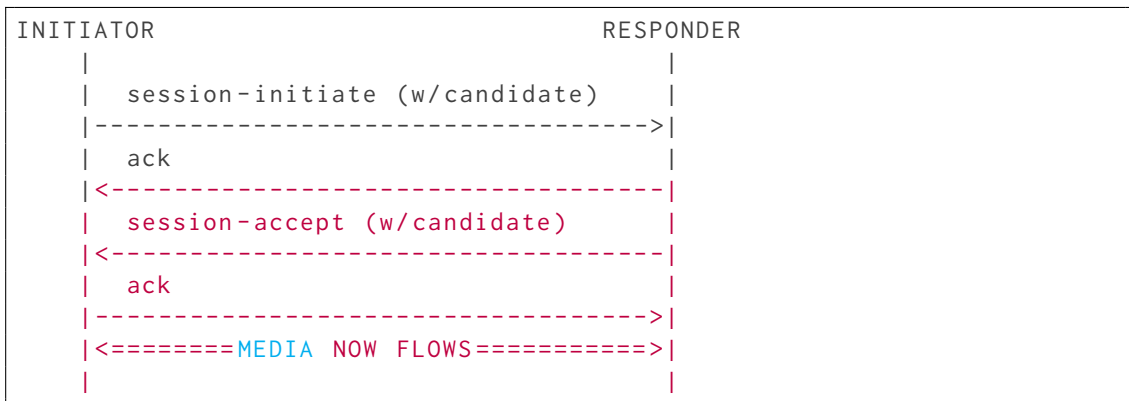 INITIATOR                            RESPONDER
    |                                    |
    |  session-initiate (w/candidate)    |
    |----------------------------------->|
    |  ack                               |
    |<-----------------------------------|
    |  session-accept (w/candidate)      |
    |<-----------------------------------|
    |  ack                               |
    |----------------------------------->|
    |<========MEDIA NOW FLOWS===========>|
    |                                    |